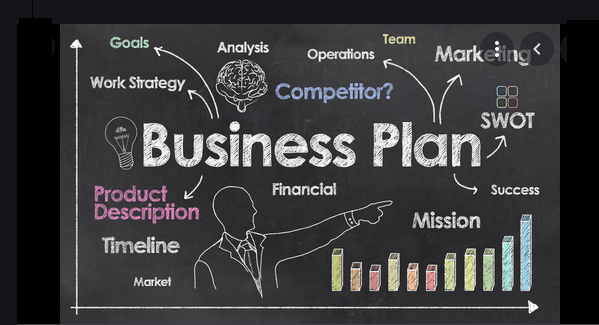 Goals
Analysis
Operations
Team
Marketing
Work Strategy
Competitor?
SWOT
Business Plan
Product
Description
Financial
Success
Mission
Timeline
Market